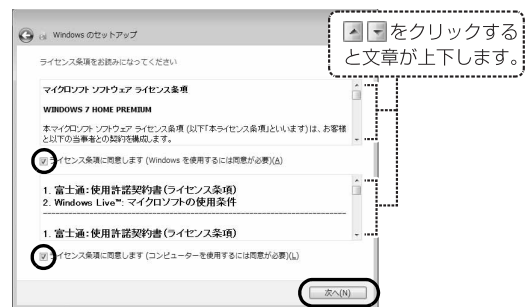 Windows のセットアップ
をクリックする
と文章が上下します。
ライセンス条項をお読みになってください
マイクロソフト ソフトウェア ライセンス条項
WINDOWS 7 HOME PREMIUM
本マイクロソフト ソフトウェア ライセンス条項 (以下「本ライセンス条項」といいます) は、お客様
と以下の当事者との契約を構成します。
ライセンス条項に同意します (Windows を使用するには同意が必要)(A)
1. 富士通：使用許諾契約書(ライセンス条項)
2. Windows Live™: マイクロソフトの使用条件
1. 富士通：使用許諾契約書(ライセンス条項)
ライセンス条項に同意します (コンピューターを使用するには同意が必要)(L)
次へ(N)